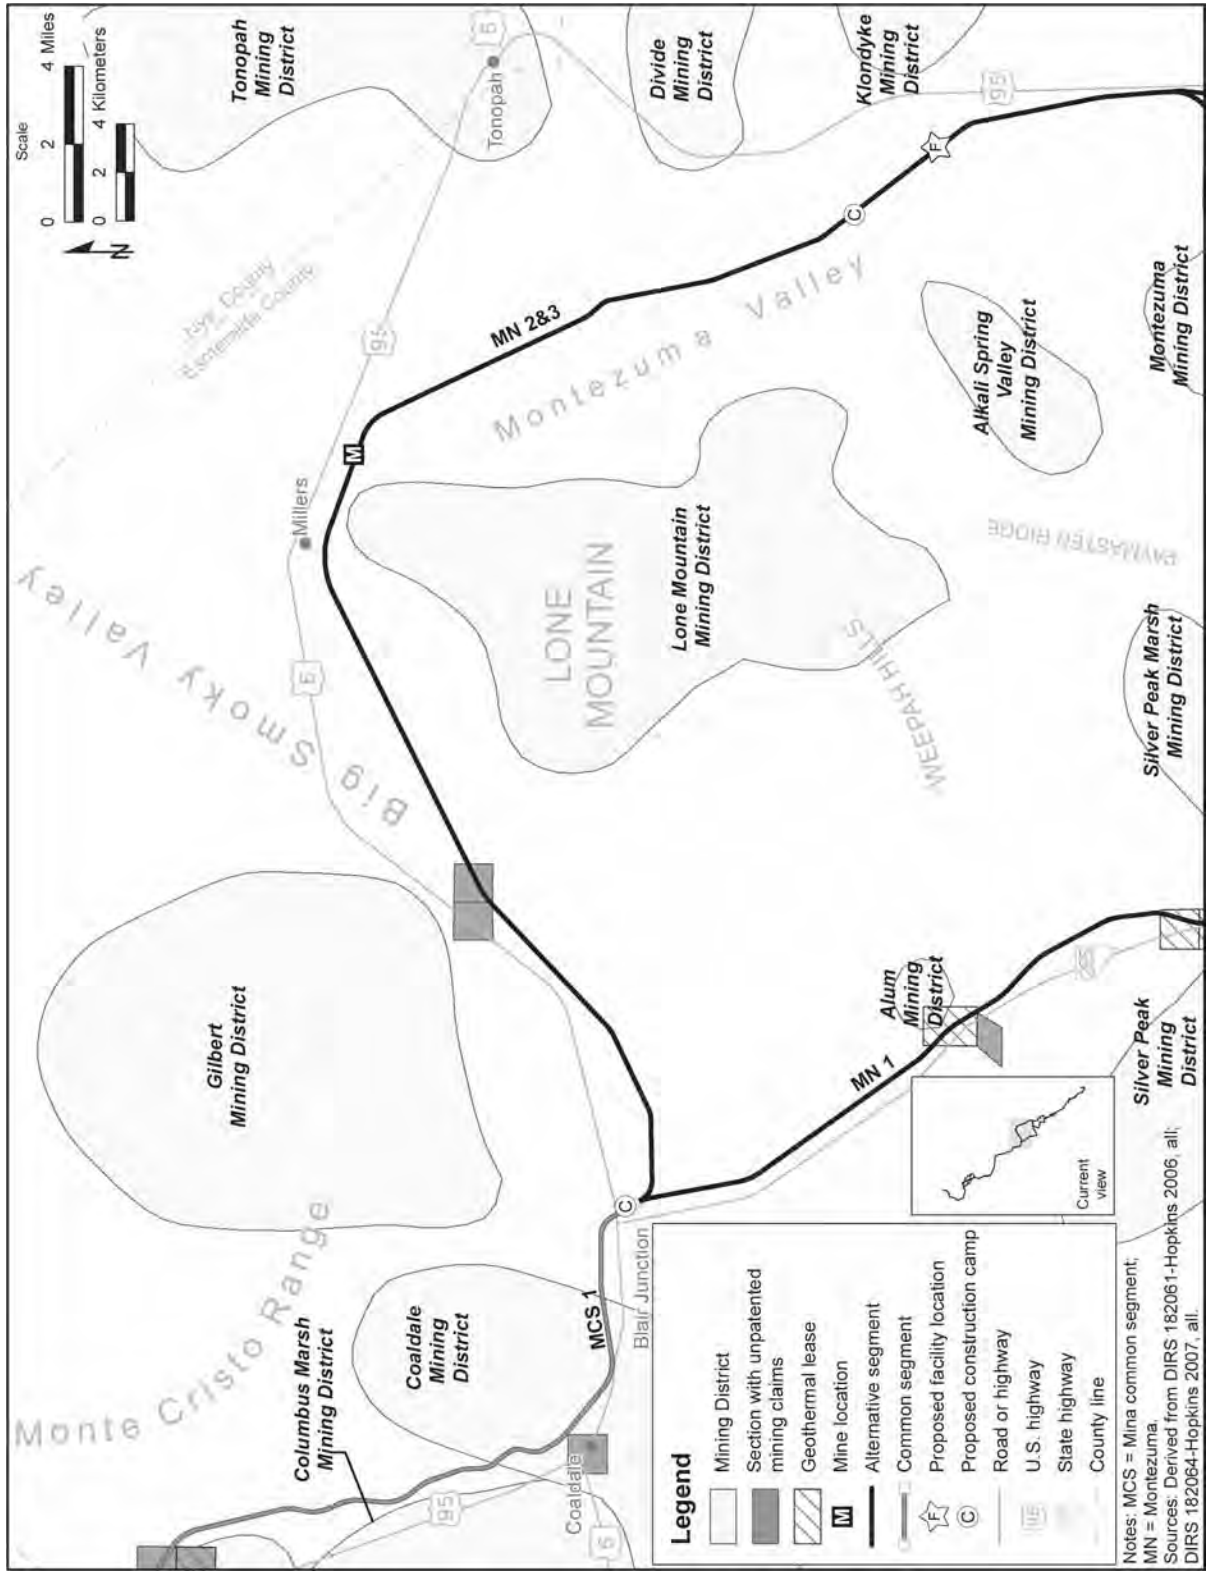 Scale
0 2 4 Miles
0 2 4 Kilometers
N
Monte Cristo Range
Columbus Marsh
Mining District
Coaldale
Mining
District
Gilbert
Mining District
Big Smoky Valley
Nye County
Esmeralda County
Tonopah
Mining
District
Tonopah
6
95
Millers
6
M
MN 2&3
Divide
Mining
District
Klondyke
Mining
District
95
F
C
Montezuma Valley
LONE
MOUNTAIN
Lone Mountain
Mining District
WEEPAH HILLS
PAYMASTER RIDGE
Alkali Spring
Valley
Mining District
Montezuma
Mining District
Silver Peak Marsh
Mining District
Alum
Mining
District
265
MN 1
Silver Peak
Mining
District
C
MCS 1
Blair Junction
Coaldale
95
6
Current
view
Legend
Mining District
Section with unpatented
mining claims
Geothermal lease
M Mine location
Alternative segment
Common segment
F Proposed facility location
C Proposed construction camp
Road or highway
95 U.S. highway
State highway
County line
Notes: MCS = Mina common segment;
MN = Montezuma.
Sources: Derived from DIRS 182061-Hopkins 2006, all;
DIRS 182064-Hopkins 2007, all.